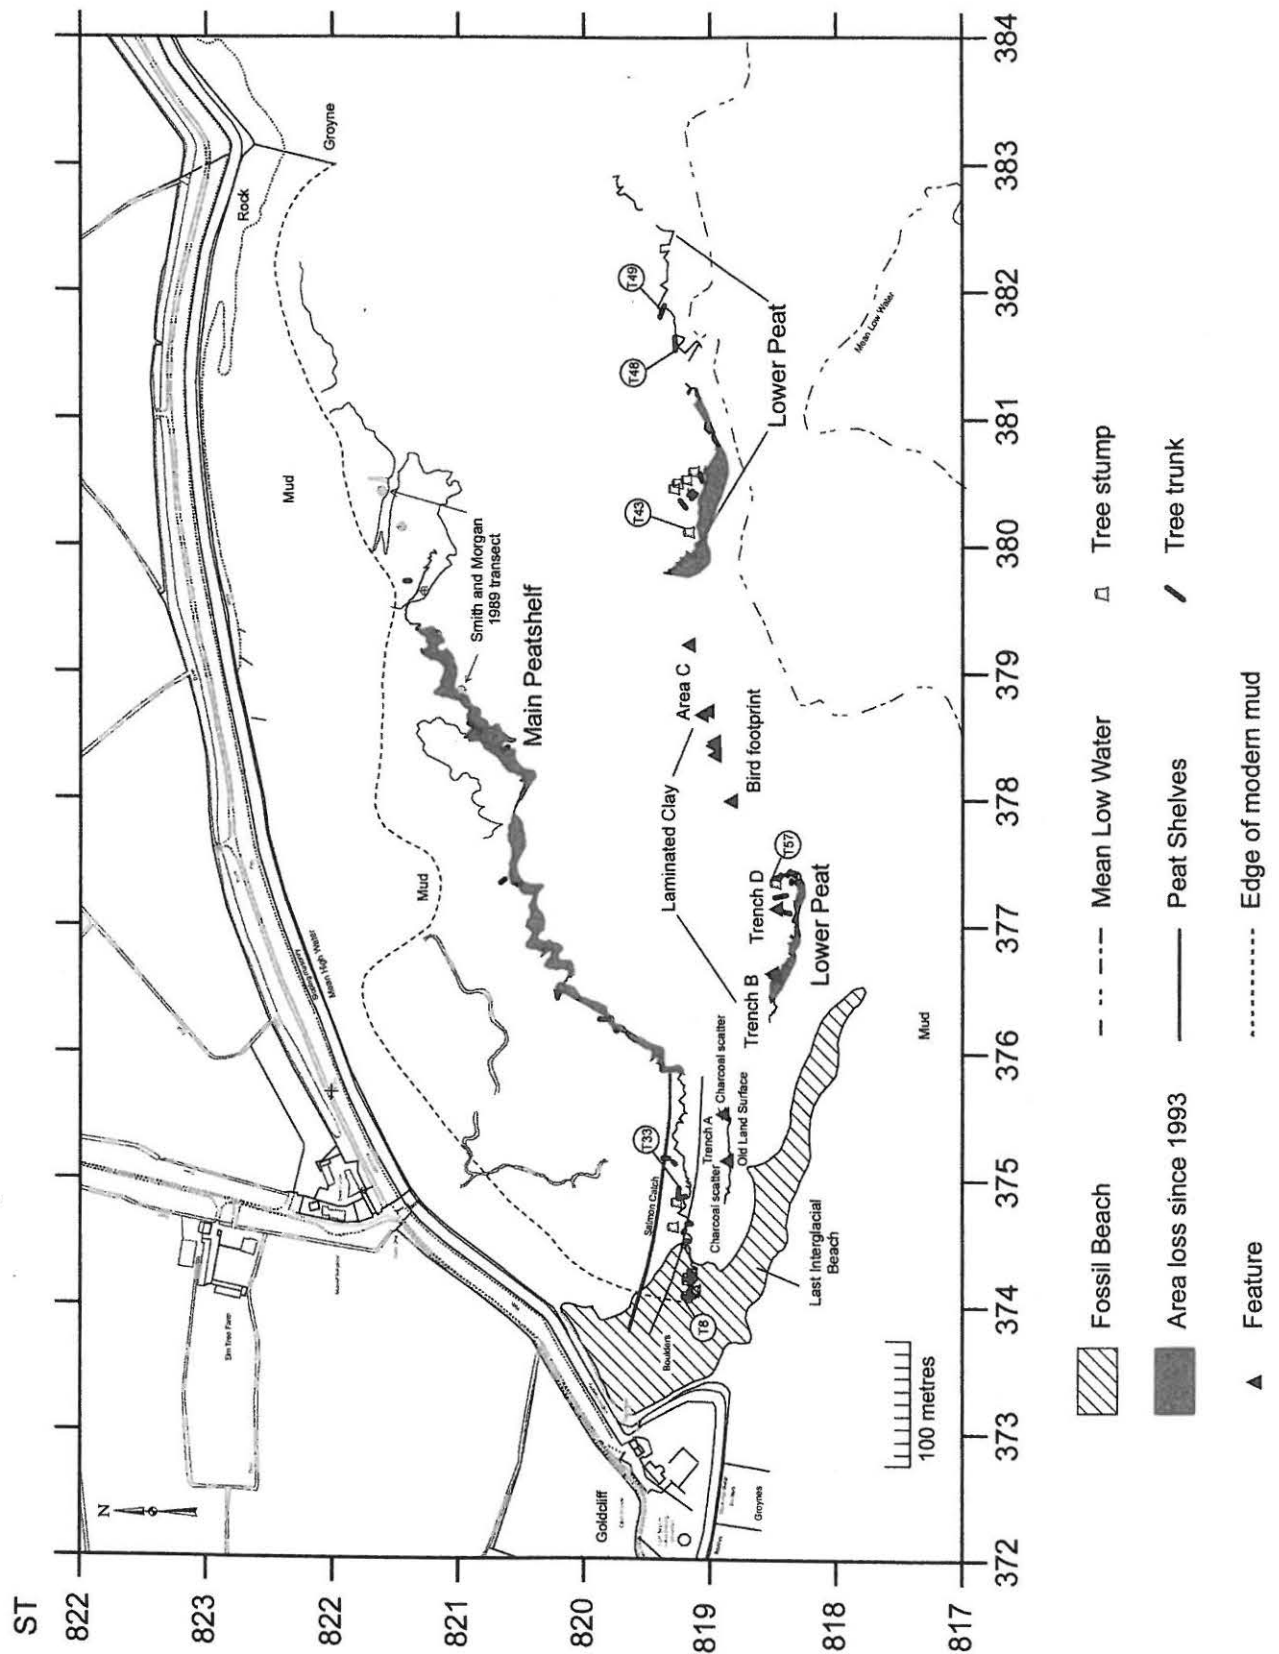 ST
822
823
822
821
820
819
818
817
372
373
374
375
376
377
378
379
380
381
382
383
384
N
Elm Tree Farm
Goldcliff
Groynes
Mean High Water
Mud
Mud
Mud
Rock
Groyne
Salmon Catch
Boulders
T8
T33
Charcoal scatter
Trench A
Old Land Surface
Charcoal scatter
Last Interglacial
Beach
Trench B
Trench D
T57
Lower Peat
Laminated Clay
Area C
Bird footprint
Main Peatshelf
Smith and Morgan
1989 transect
T43
T48
T49
Lower Peat
Mean Low Water
100 metres
Fossil Beach
Mean Low Water
Tree stump
Area loss since 1993
Peat Shelves
Tree trunk
Feature
Edge of modern mud